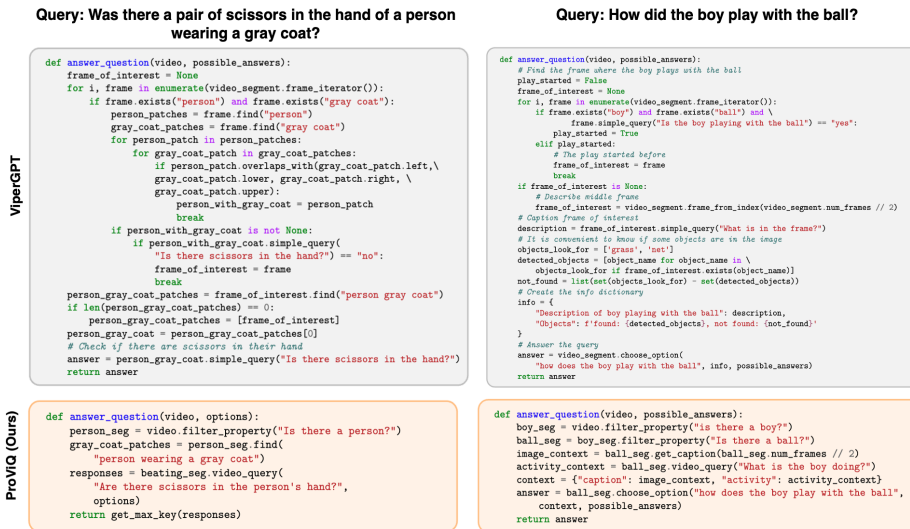 Query: Was there a pair of scissors in the hand of a person
wearing a gray coat?
ViperGPT
def answer_question(video, possible_answers):
    frame_of_interest = None
    for i, frame in enumerate(video_segment.frame_iterator()):
        if frame.exists("person") and frame.exists("gray coat"):
            person_patches = frame.find("person")
            gray_coat_patches = frame.find("gray coat")
            for person_patch in person_patches:
                for gray_coat_patch in gray_coat_patches:
                    if person_patch.overlaps_with(gray_coat_patch.left,\
                    gray_coat_patch.lower, gray_coat_patch.right, \
                    gray_coat_patch.upper):
                        person_with_gray_coat = person_patch
                        break
            if person_with_gray_coat is not None:
                if person_with_gray_coat.simple_query(
                    "Is there scissors in the hand?") == "no":
                    frame_of_interest = frame
                    break
    person_gray_coat_patches = frame_of_interest.find("person gray coat")
    if len(person_gray_coat_patches) == 0:
        person_gray_coat_patches = [frame_of_interest]
    person_gray_coat = person_gray_coat_patches[0]
    # Check if there are scissors in their hand
    answer = person_gray_coat.simple_query("Is there scissors in the hand?")
    return answer
Query: How did the boy play with the ball?
def answer_question(video, possible_answers):
    # Find the frame where the boy plays with the ball
    play_started = False
    frame_of_interest = None
    for i, frame in enumerate(video_segment.frame_iterator()):
        if frame.exists("boy") and frame.exists("ball") and \
                frame.simple_query("Is the boy playing with the ball") == "yes":
            play_started = True
        elif play_started:
            # The play started before
            frame_of_interest = frame
            break
    if frame_of_interest is None:
        # Describe middle frame
        frame_of_interest = video_segment.frame_from_index(video_segment.num_frames // 2)
    # Caption frame of interest
    description = frame_of_interest.simple_query("What is in the frame?")
    # It is convenient to know if some objects are in the image
    objects_look_for = ['grass', 'net']
    detected_objects = [object_name for object_name in \
        objects_look_for if frame_of_interest.exists(object_name)]
    not_found = list(set(objects_look_for) - set(detected_objects))
    # Create the info dictionary
    info = {
        "Description of boy playing with the ball": description,
        "Objects": f'found: {detected_objects}, not found: {not_found}'
    }
    # Answer the query
    answer = video_segment.choose_option(
        "how does the boy play with the ball", info, possible_answers)
    return answer
ProViQ (Ours)
def answer_question(video, options):
    person_seg = video.filter_property("Is there a person?")
    gray_coat_patches = person_seg.find(
        "person wearing a gray coat")
    responses = beating_seg.video_query(
        "Are there scissors in the person's hand?",
        options)
    return get_max_key(responses)
def answer_question(video, possible_answers):
    boy_seg = video.filter_property("is there a boy?")
    ball_seg = boy_seg.filter_property("Is there a ball?")
    image_context = ball_seg.get_caption(ball_seg.num_frames // 2)
    activity_context = ball_seg.video_query("What is the boy doing?")
    context = {"caption": image_context, "activity": activity_context}
    answer = ball_seg.choose_option("how does the boy play with the ball",
        context, possible_answers)
    return answer